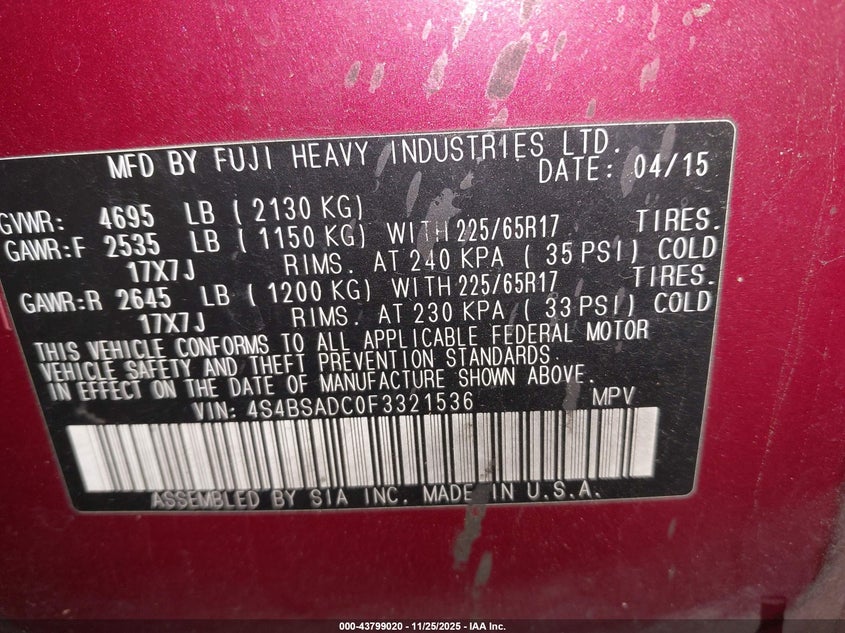 MFD BY FUJI HEAVY INDUSTRIES LTD.
DATE: 04/15
GVWR: 4695 LB ( 2130 KG)
GAWR:F 2535 LB ( 1150 KG) WITH 225/65R17 TIRES.
17X7J RIMS. AT 240 KPA ( 35 PSI) COLD
GAWR:R 2645 LB ( 1200 KG) WITH 225/65R17 TIRES.
17X7J RIMS. AT 230 KPA ( 33 PSI) COLD
THIS VEHICLE CONFORMS TO ALL APPLICABLE FEDERAL MOTOR
VEHICLE SAFETY AND THEFT PREVENTION STANDARDS
IN EFFECT ON THE DATE OF MANUFACTURE SHOWN ABOVE.
VIN: 4S4BSADC0F3321536 MPV
ASSEMBLED BY SIA INC. MADE IN U.S.A.
000-43799020 - 11/25/2025 - IAA Inc.